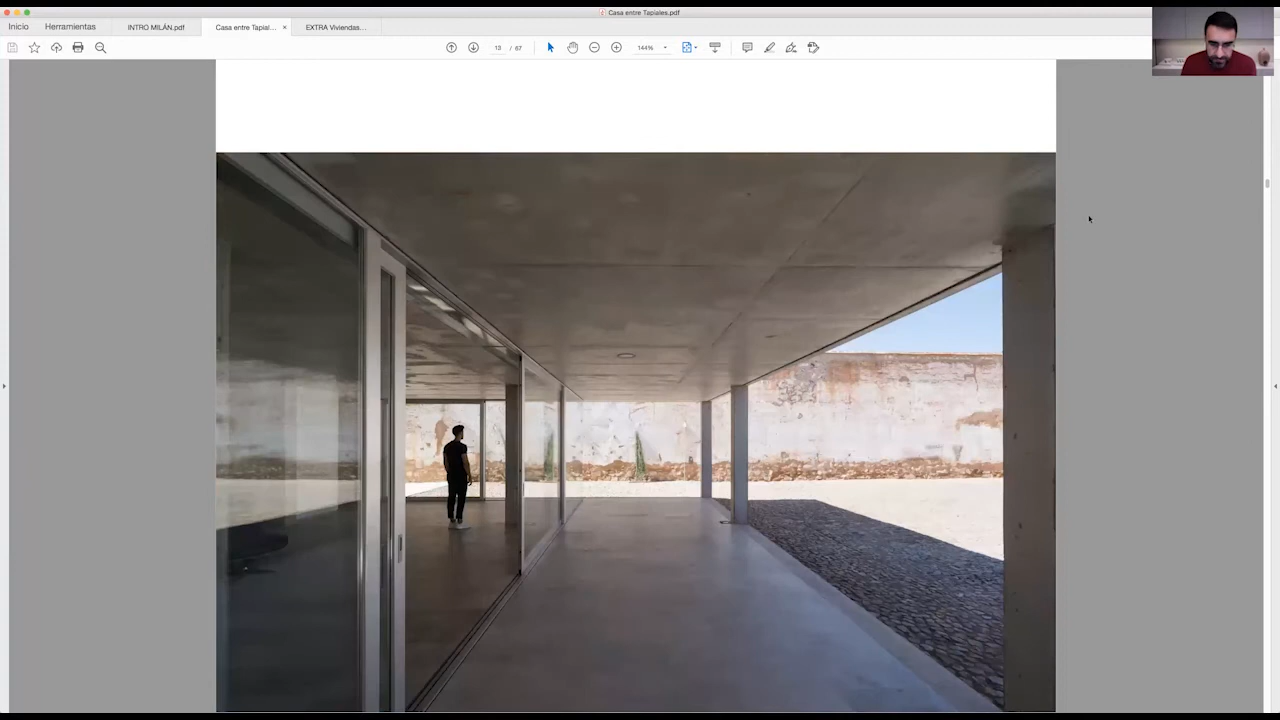 Casa entre Tapiales.pdf
Inicio
Herramientas
INTRO MILÁN.pdf
Casa entre Tapial...
EXTRA Viviendas...
13 / 67
144%